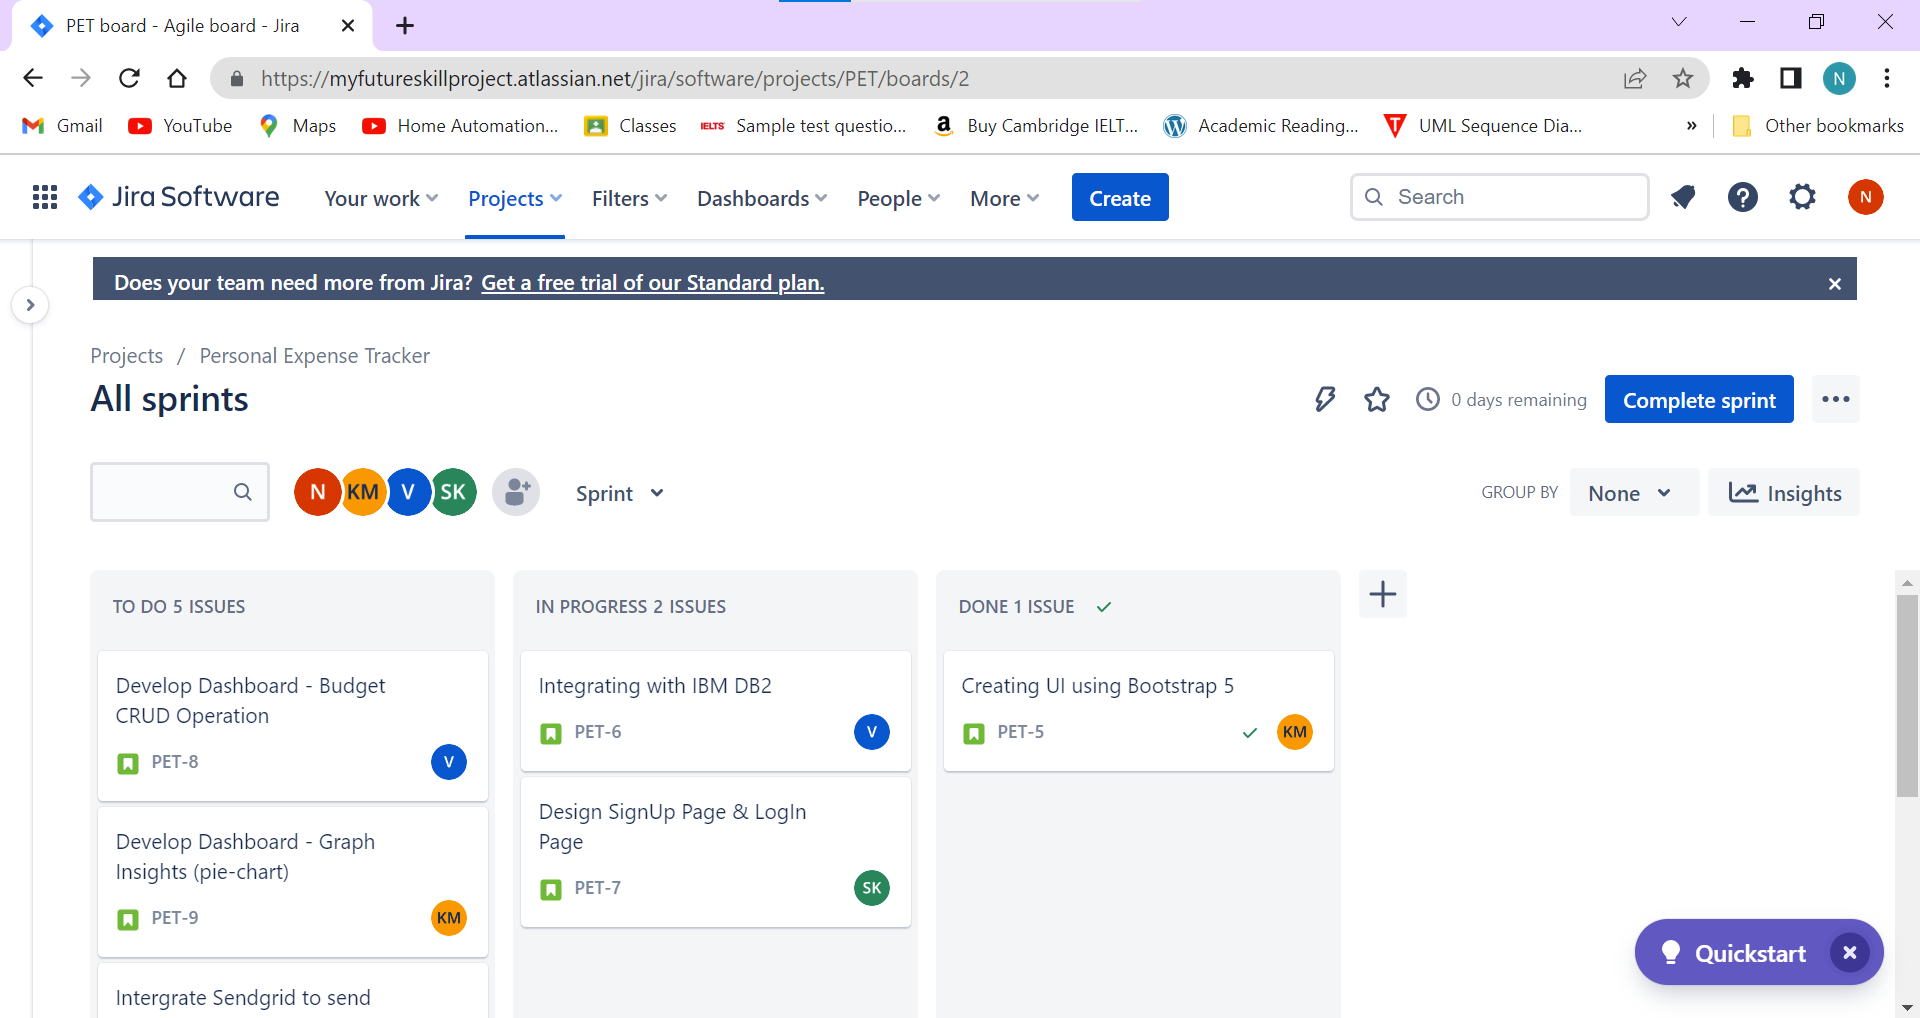 PET board - Agile board - Jira
https://myfutureskillproject.atlassian.net/jira/software/projects/PET/boards/2
N
Gmail YouTube Maps Home Automation... Classes IELTS Sample test questio... a Buy Cambridge IELT... Academic Reading... UML Sequence Dia... » Other bookmarks
Jira Software Your work Projects Filters Dashboards People More Create Search N
Does your team need more from Jira? Get a free trial of our Standard plan.
Projects / Personal Expense Tracker
All sprints
0 days remaining Complete sprint
N KM V SK Sprint GROUP BY None Insights
TO DO 5 ISSUES
Develop Dashboard - Budget
CRUD Operation
PET-8 V
Develop Dashboard - Graph
Insights (pie-chart)
PET-9 KM
Intergrate Sendgrid to send
IN PROGRESS 2 ISSUES
Integrating with IBM DB2
PET-6 V
Design SignUp Page & LogIn
Page
PET-7 SK
DONE 1 ISSUE
Creating UI using Bootstrap 5
PET-5 KM
Quickstart